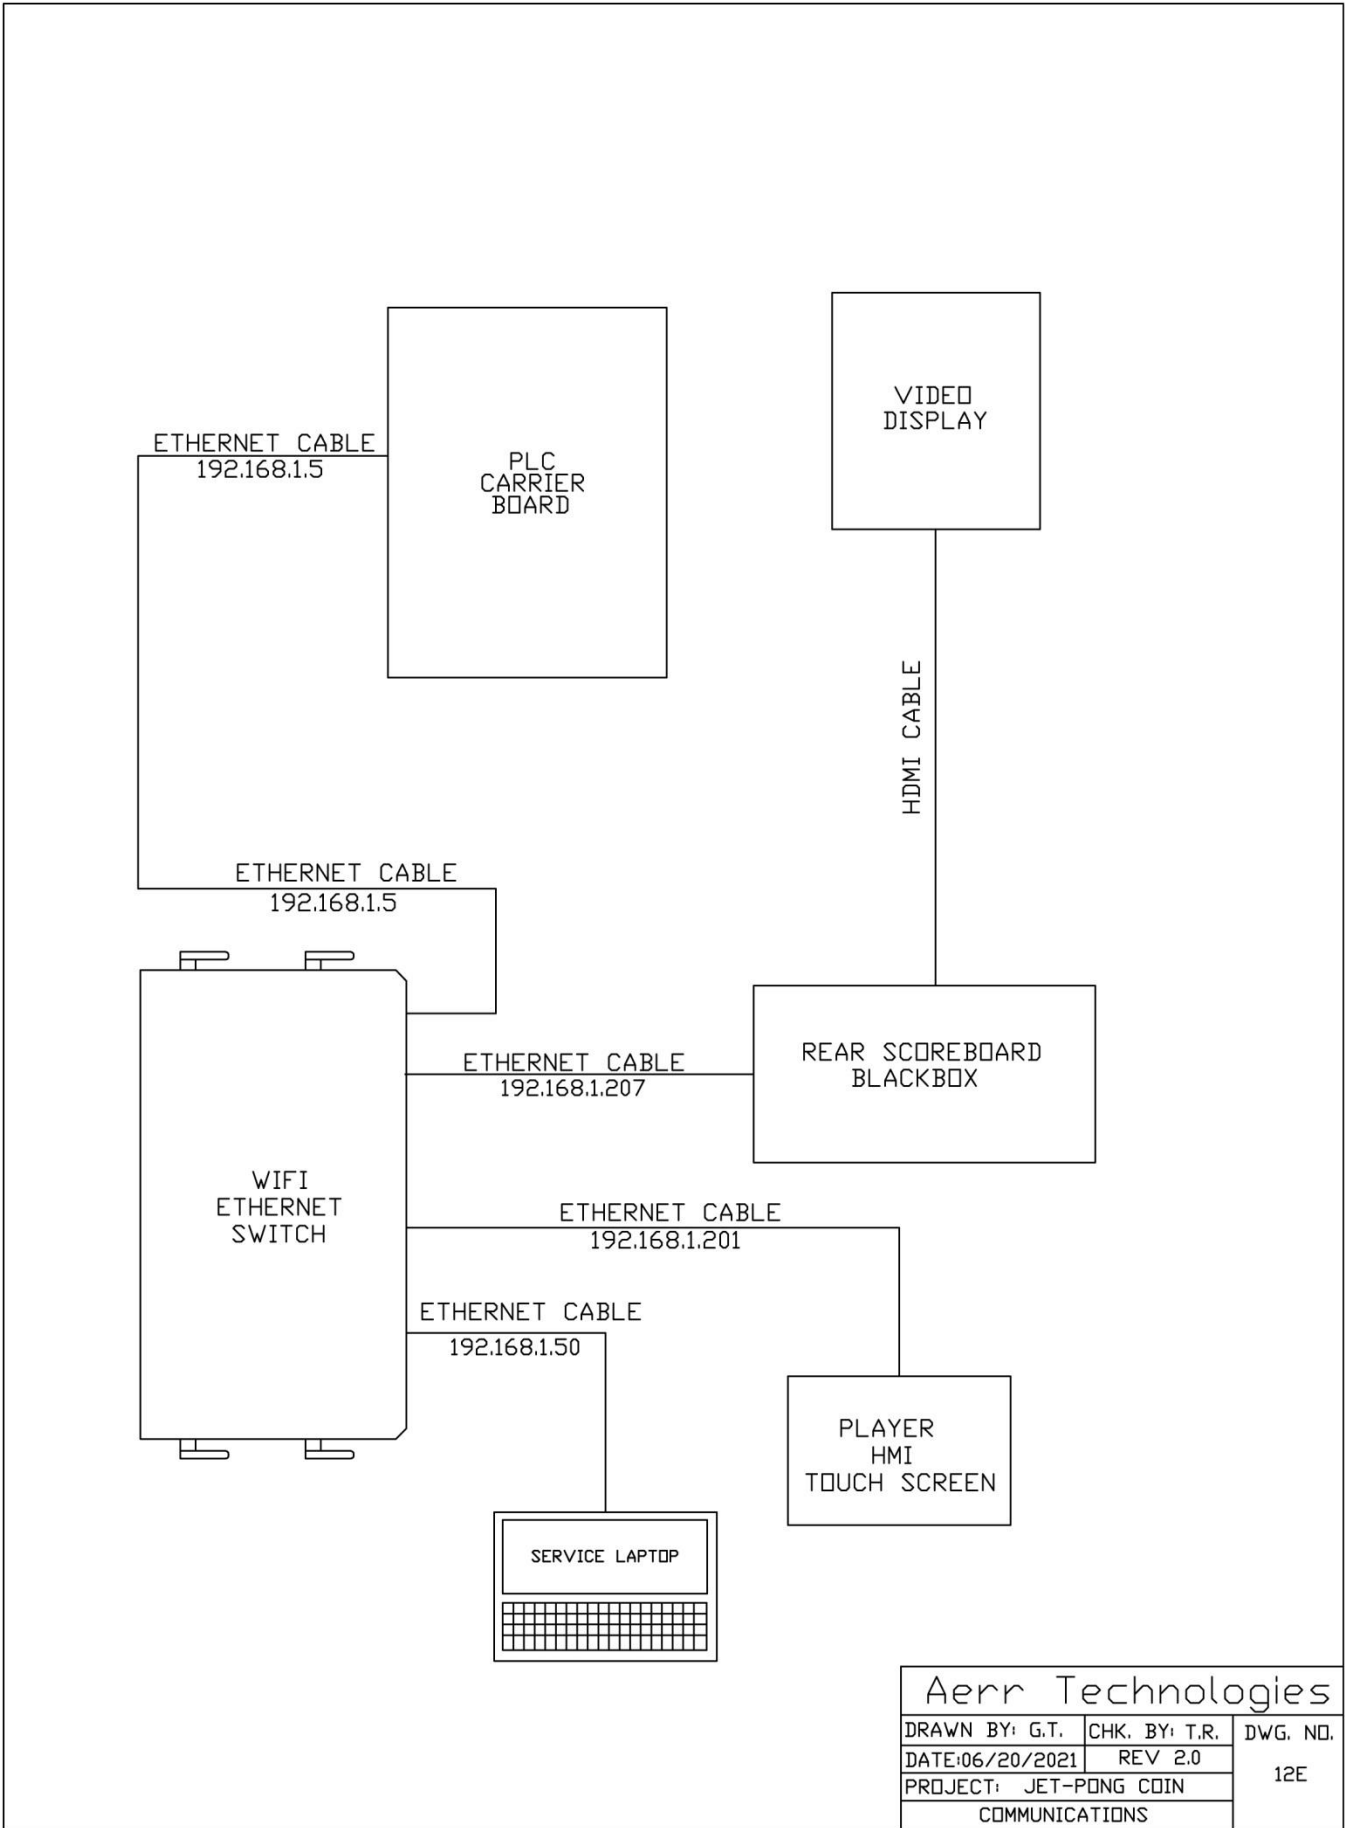 VIDEO
DISPLAY
ETHERNET CABLE
192.168.1.5
PLC
CARRIER
BOARD
HDMI CABLE
ETHERNET CABLE
192.168.1.5
REAR SCOREBOARD
BLACKBOX
ETHERNET CABLE
192.168.1.207
WIFI
ETHERNET
SWITCH
ETHERNET CABLE
192.168.1.201
ETHERNET CABLE
192.168.1.50
PLAYER
HMI
TOUCH SCREEN
SERVICE LAPTOP
Aerr Technologies
DRAWN BY: G.T.
CHK. BY: T.R.
DWG. NO.
DATE:06/20/2021
REV 2.0
12E
PROJECT: JET-PONG COIN
COMMUNICATIONS